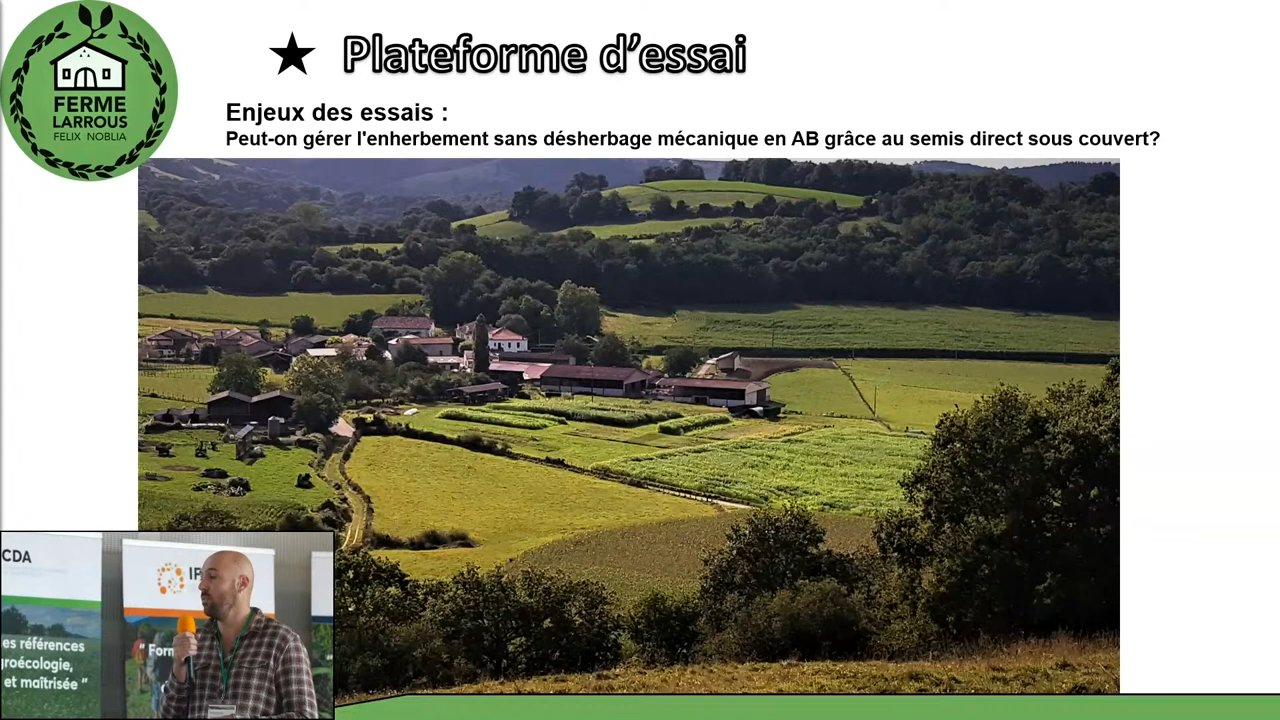 FERME
LARROUS
FELIX NOBLIA
★ Plateforme d'essai
Enjeux des essais :
Peut-on gérer l'enherbement sans désherbage mécanique en AB grâce au semis direct sous couvert?
CDA
es références
groécologie,
et maîtrisée "
" Form